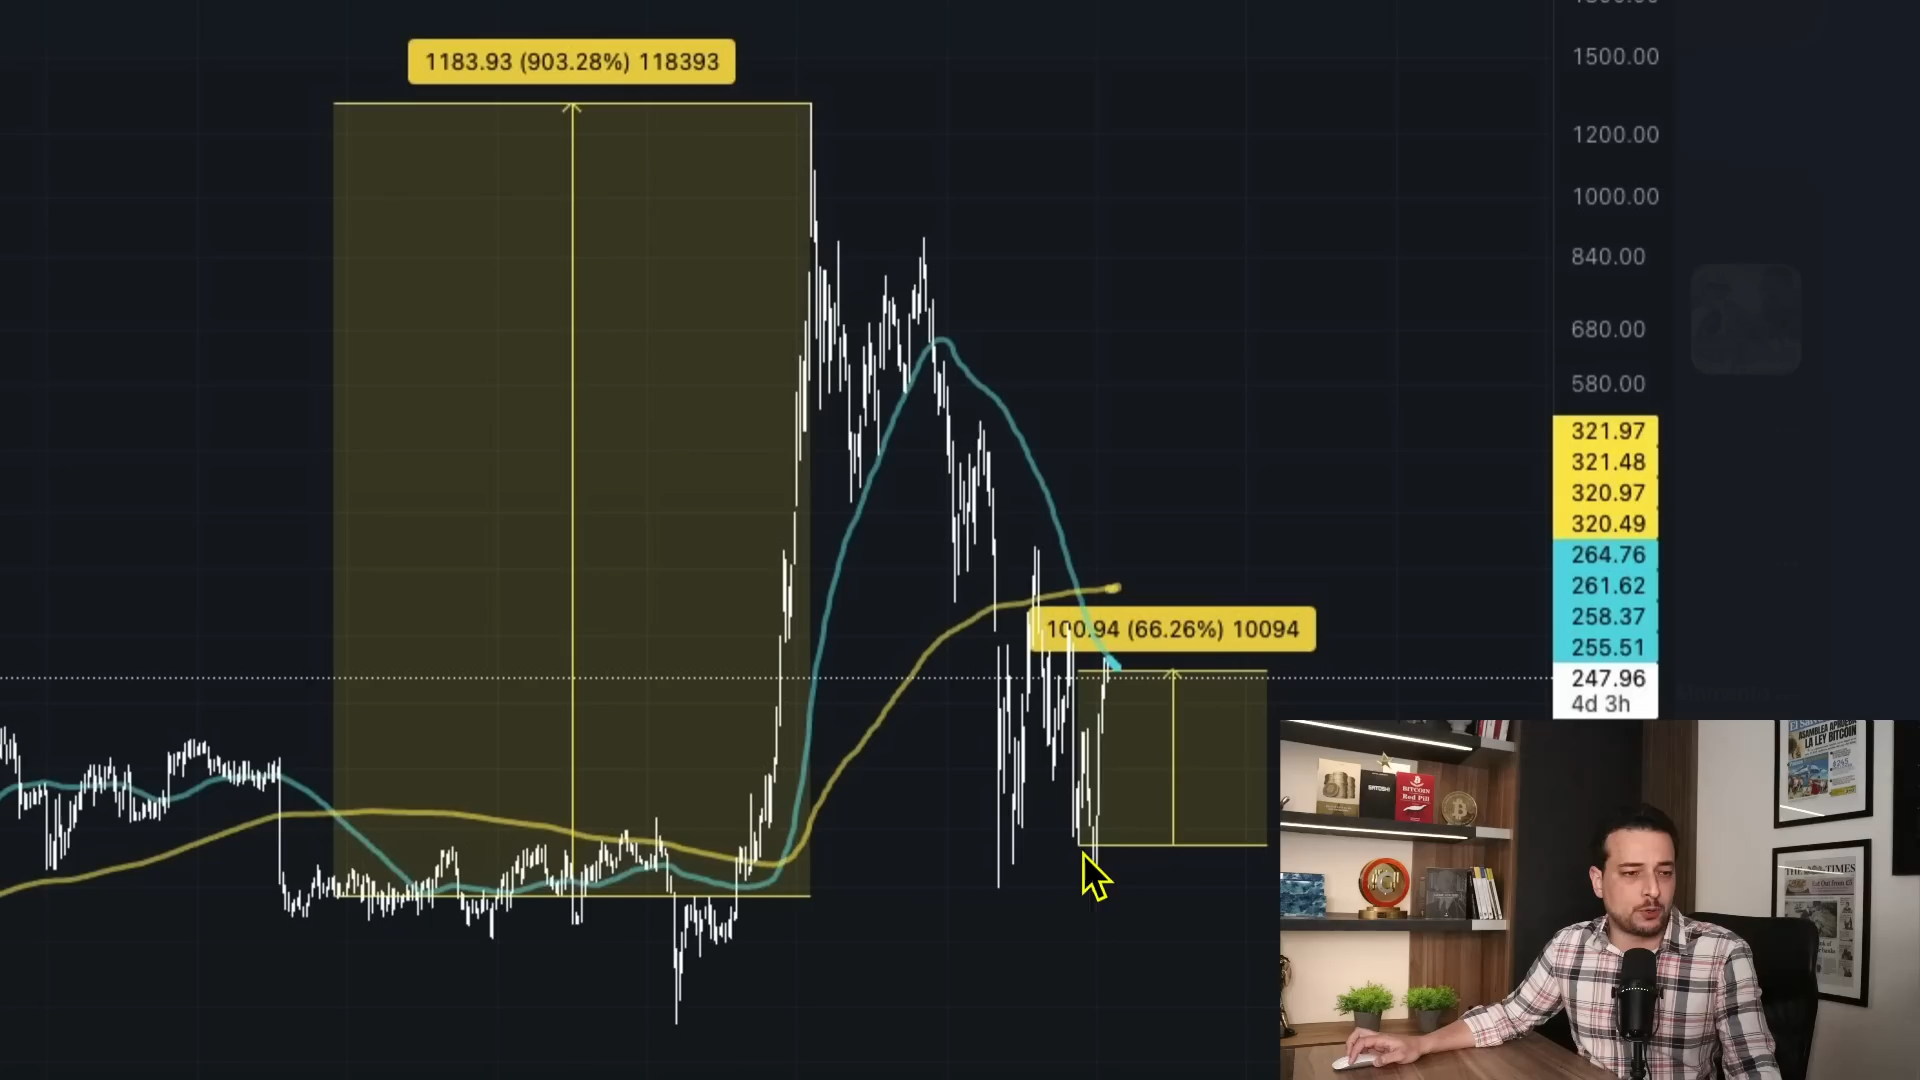 1183.93 (903.28%) 118393
1500.00
1200.00
1000.00
840.00
680.00
580.00
321.97
321.48
320.97
320.49
264.76
261.62
258.37
255.51
247.96
4d 3h
100.94 (66.26%) 10094
ASAMBLEA APRUEBA
LA LEY BITCOIN
SATOSHI
BITCOIN
Red Pill
TIMES